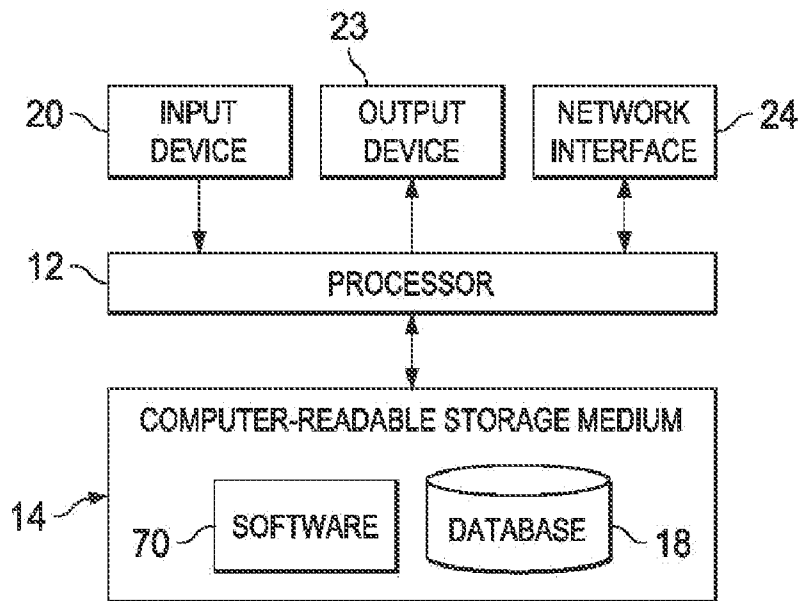 23
20
INPUT
DEVICE
OUTPUT
DEVICE
NETWORK
INTERFACE
24
12
PROCESSOR
COMPUTER-READABLE STORAGE MEDIUM
14
70
SOFTWARE
DATABASE
18